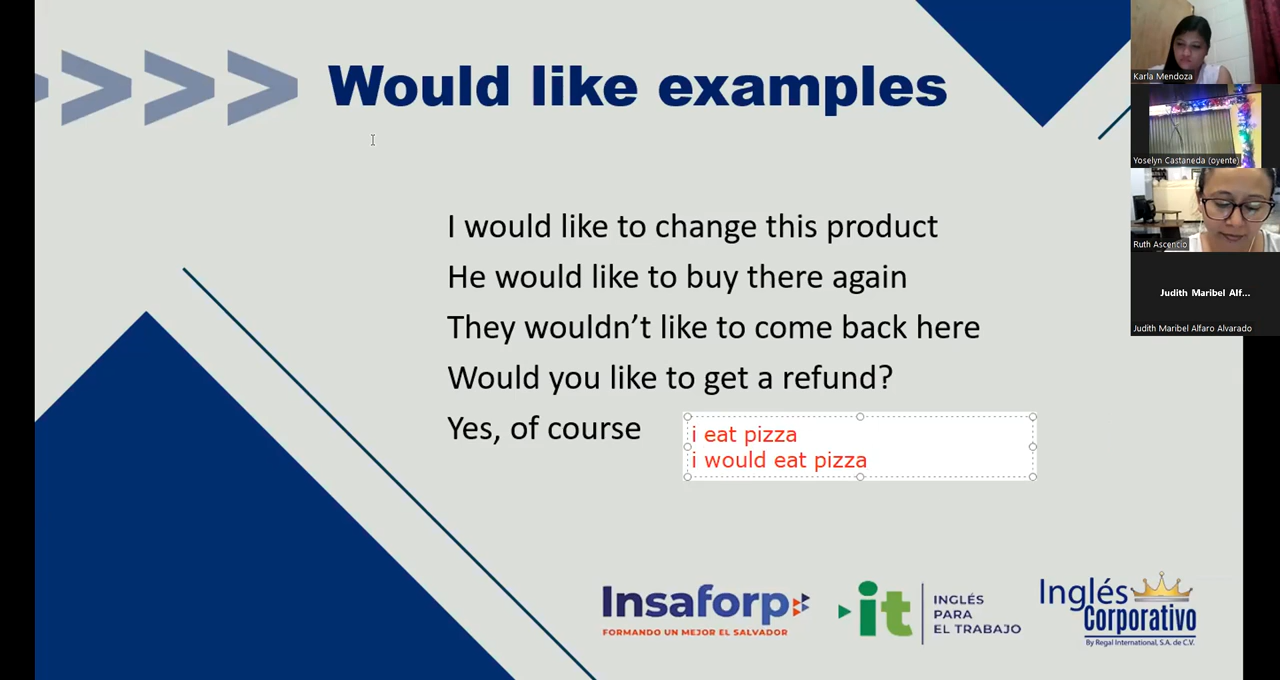 Would like examples
I would like to change this product
He would like to buy there again
They wouldn't like to come back here
Would you like to get a refund?
Yes, of course
i eat pizza
i would eat pizza
Karla Mendoza
Yoselyn Castaneda (oyente)
Ruth Ascencio
Judith Maribel Alf...
Judith Maribel Alfaro Alvarado
Insaforp
FORMANDO UN MEJOR EL SALVADOR
it
INGLÉS
PARA
EL TRABAJO
Inglés
Corporativo
By Regal International, S.A. de C.V.